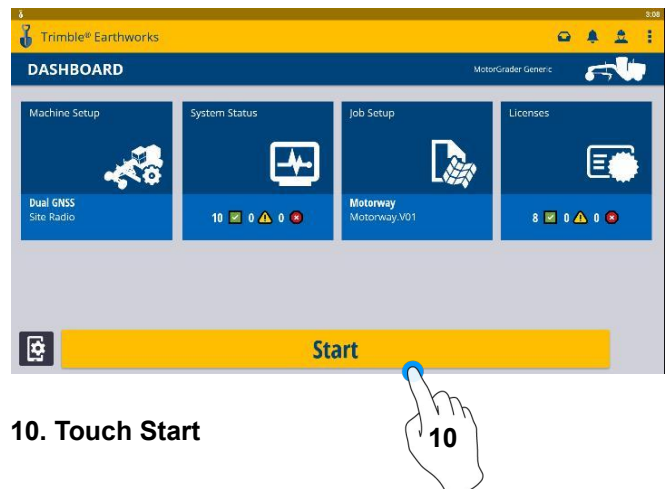 3:08
Trimble® Earthworks
DASHBOARD
MotorGrader Generic
Machine Setup
System Status
Job Setup
Licenses
Dual GNSS
Site Radio
10 0 0
Motorway
Motorway.V01
8 0 0
Start
10. Touch Start
10